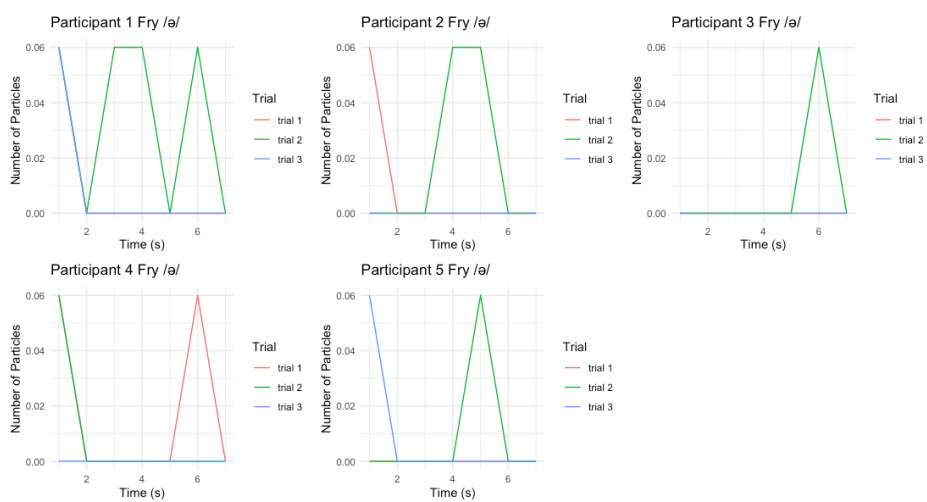 Participant 1 Fry /ə/
Number of Particles
0.06
0.04
0.02
0.00
2
4
6
Time (s)
Trial
trial 1
trial 2
trial 3
Participant 2 Fry /ə/
Number of Particles
0.06
0.04
0.02
0.00
2
4
6
Time (s)
Trial
trial 1
trial 2
trial 3
Participant 3 Fry /ə/
Number of Particles
0.06
0.04
0.02
0.00
2
4
6
Time (s)
Trial
trial 1
trial 2
trial 3
Participant 4 Fry /ə/
Number of Particles
0.06
0.04
0.02
0.00
2
4
6
Time (s)
Trial
trial 1
trial 2
trial 3
Participant 5 Fry /ə/
Number of Particles
0.06
0.04
0.02
0.00
2
4
6
Time (s)
Trial
trial 1
trial 2
trial 3